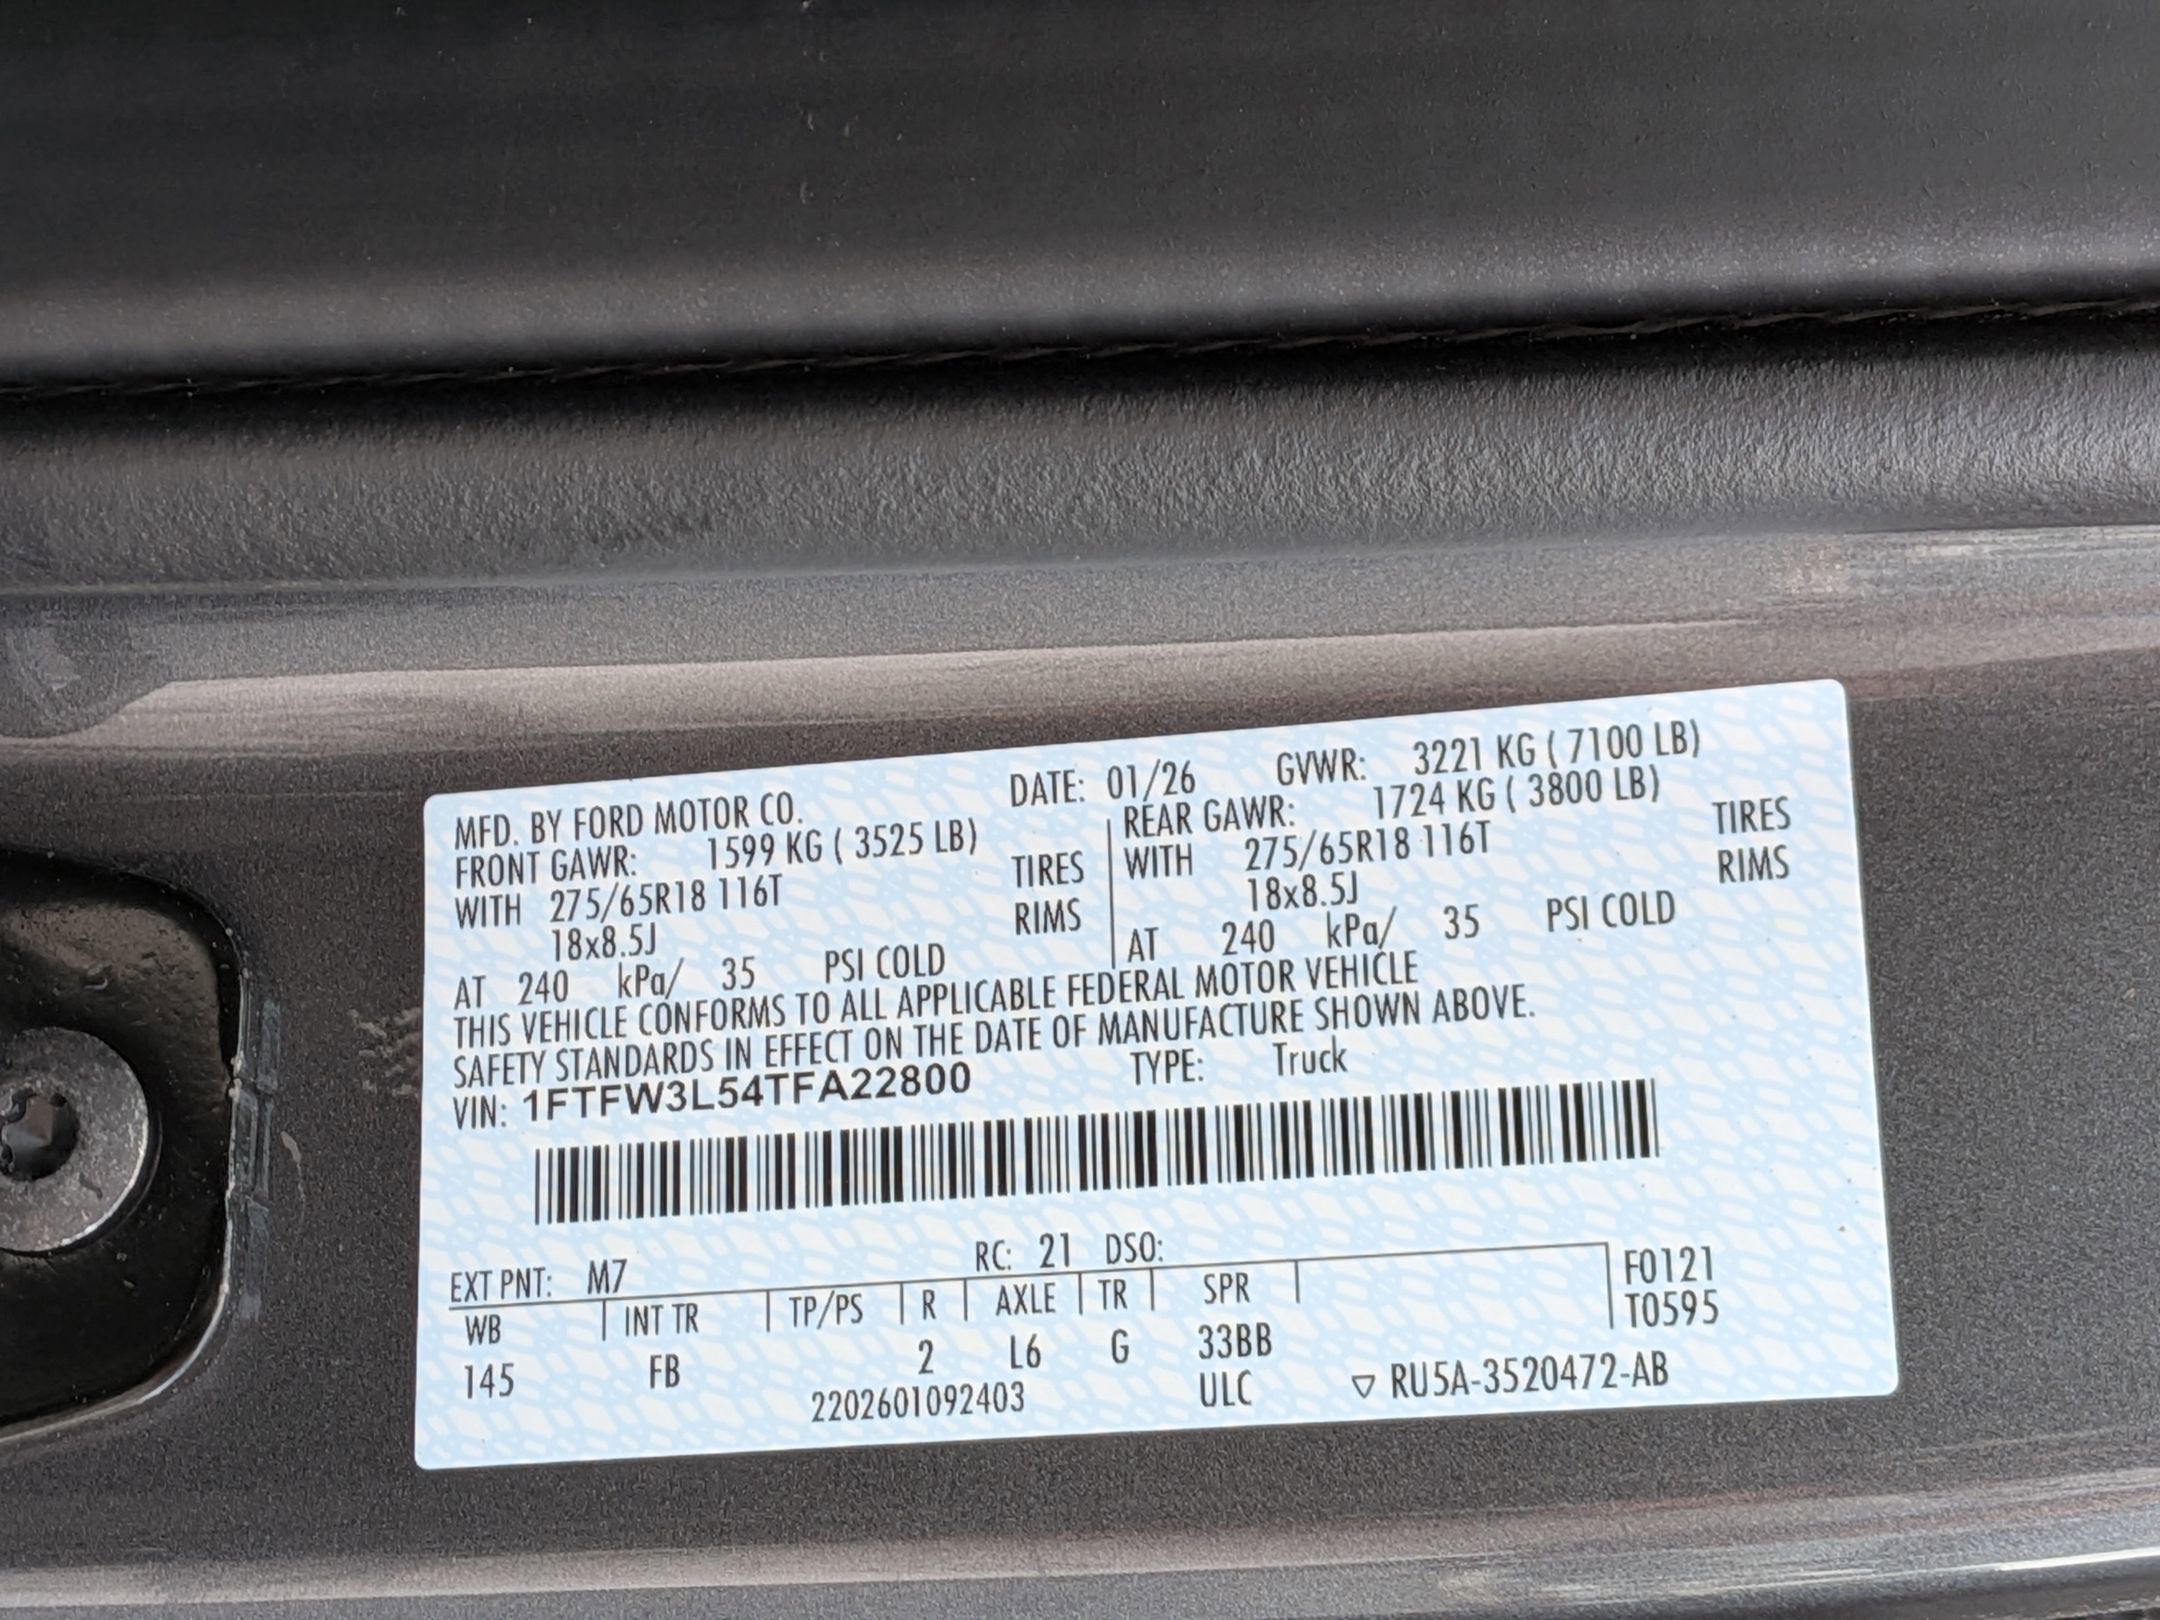 MFD. BY FORD MOTOR CO. DATE: 01/26 GVWR: 3221 KG ( 7100 LB)
FRONT GAWR: 1599 KG ( 3525 LB) REAR GAWR: 1724 KG ( 3800 LB)
WITH 275/65R18 116T TIRES WITH 275/65R18 116T TIRES
18x8.5J RIMS 18x8.5J RIMS
AT 240 kPa/ 35 PSI COLD AT 240 kPa/ 35 PSI COLD
THIS VEHICLE CONFORMS TO ALL APPLICABLE FEDERAL MOTOR VEHICLE
SAFETY STANDARDS IN EFFECT ON THE DATE OF MANUFACTURE SHOWN ABOVE.
VIN: 1FTFW3L54TFA22800 TYPE: Truck
EXT PNT: M7 RC: 21 DSO:
WB INT TR TP/PS R AXLE TR SPR F0121
T0595
145 FB 2 L6 G 33BB
2202601092403 ULC ▽ RU5A-3520472-AB